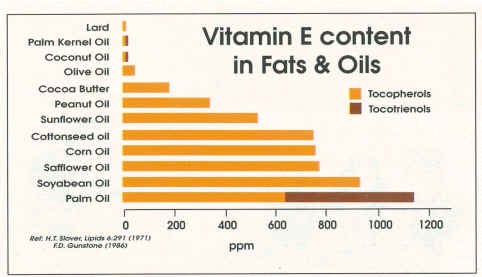 Vitamin E content
in Fats & Oils
Tocopherols
Tocotrienols
Lard
Palm Kernel Oil
Coconut Oil
Olive Oil
Cocoa Butter
Peanut Oil
Sunflower Oil
Cottonseed oil
Corn Oil
Safflower Oil
Soyabean Oil
Palm Oil
0 200 400 600 800 1000 1200
ppm
Ref: H.T. Slover, Lipids 6:291 (1971)
F.D. Gunstone (1986)